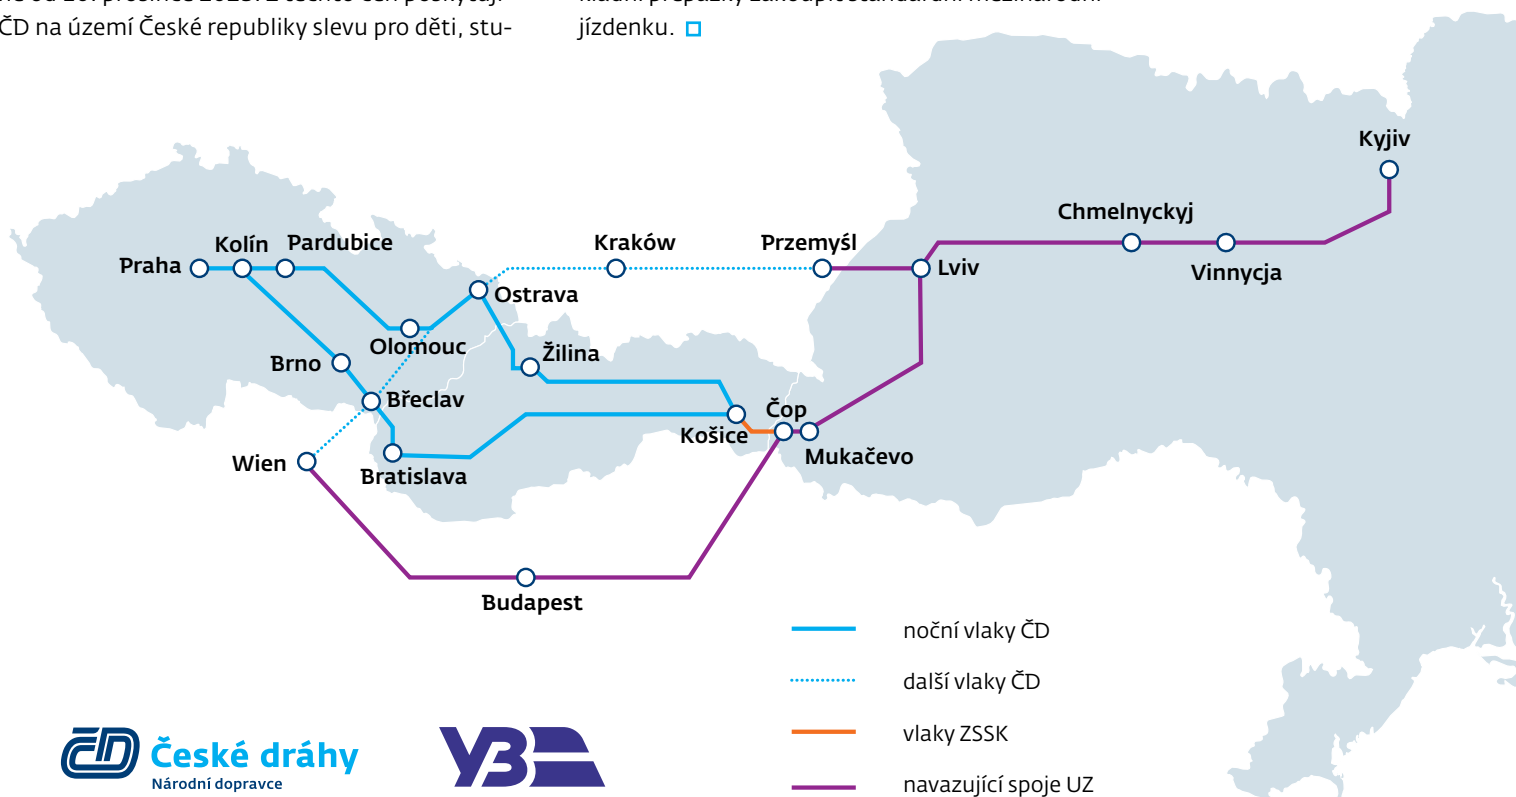 ČD na území České republiky slevu pro děti, stu-
jízdenku.
Kyjiv
Chmelnyckyj
Vinnycja
Kolín
Pardubice
Kraków
Przemyśl
Praha
Lviv
Ostrava
Olomouc
Žilina
Brno
Břeclav
Čop
Košice
Mukačevo
Wien
Bratislava
Budapest
noční vlaky ČD
další vlaky ČD
vlaky ZSSK
navazující spoje UZ
ČD České dráhy
Národní dopravce
УЗ